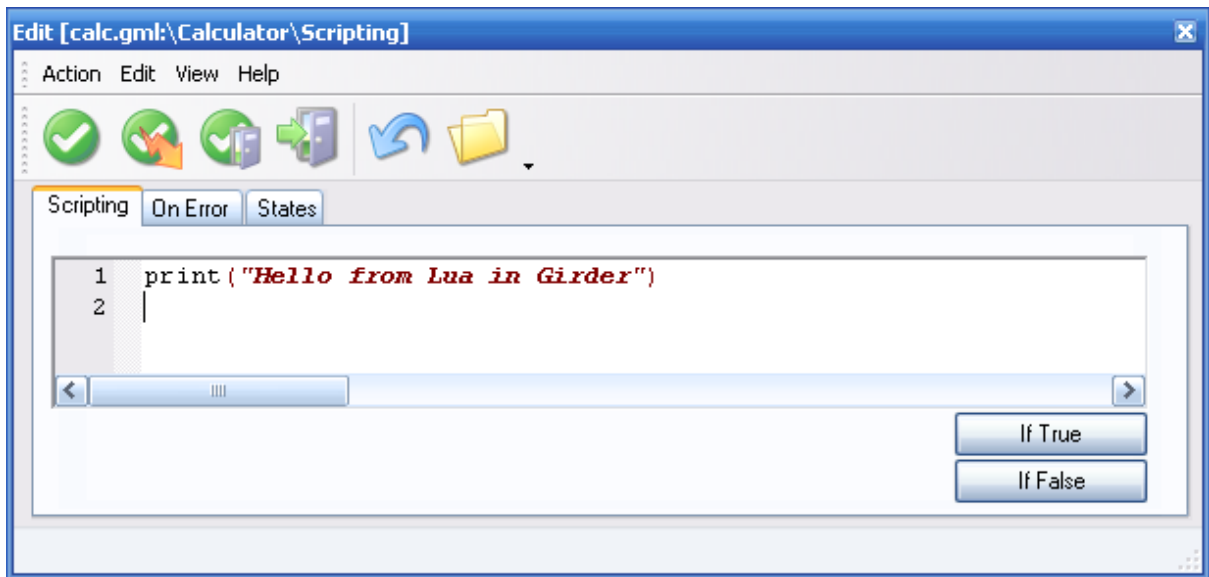 Edit [calc.gml:\Calculator\Scripting]
Action Edit View Help
Scripting On Error States
1 print("Hello from Lua in Girder")
2
If True
If False